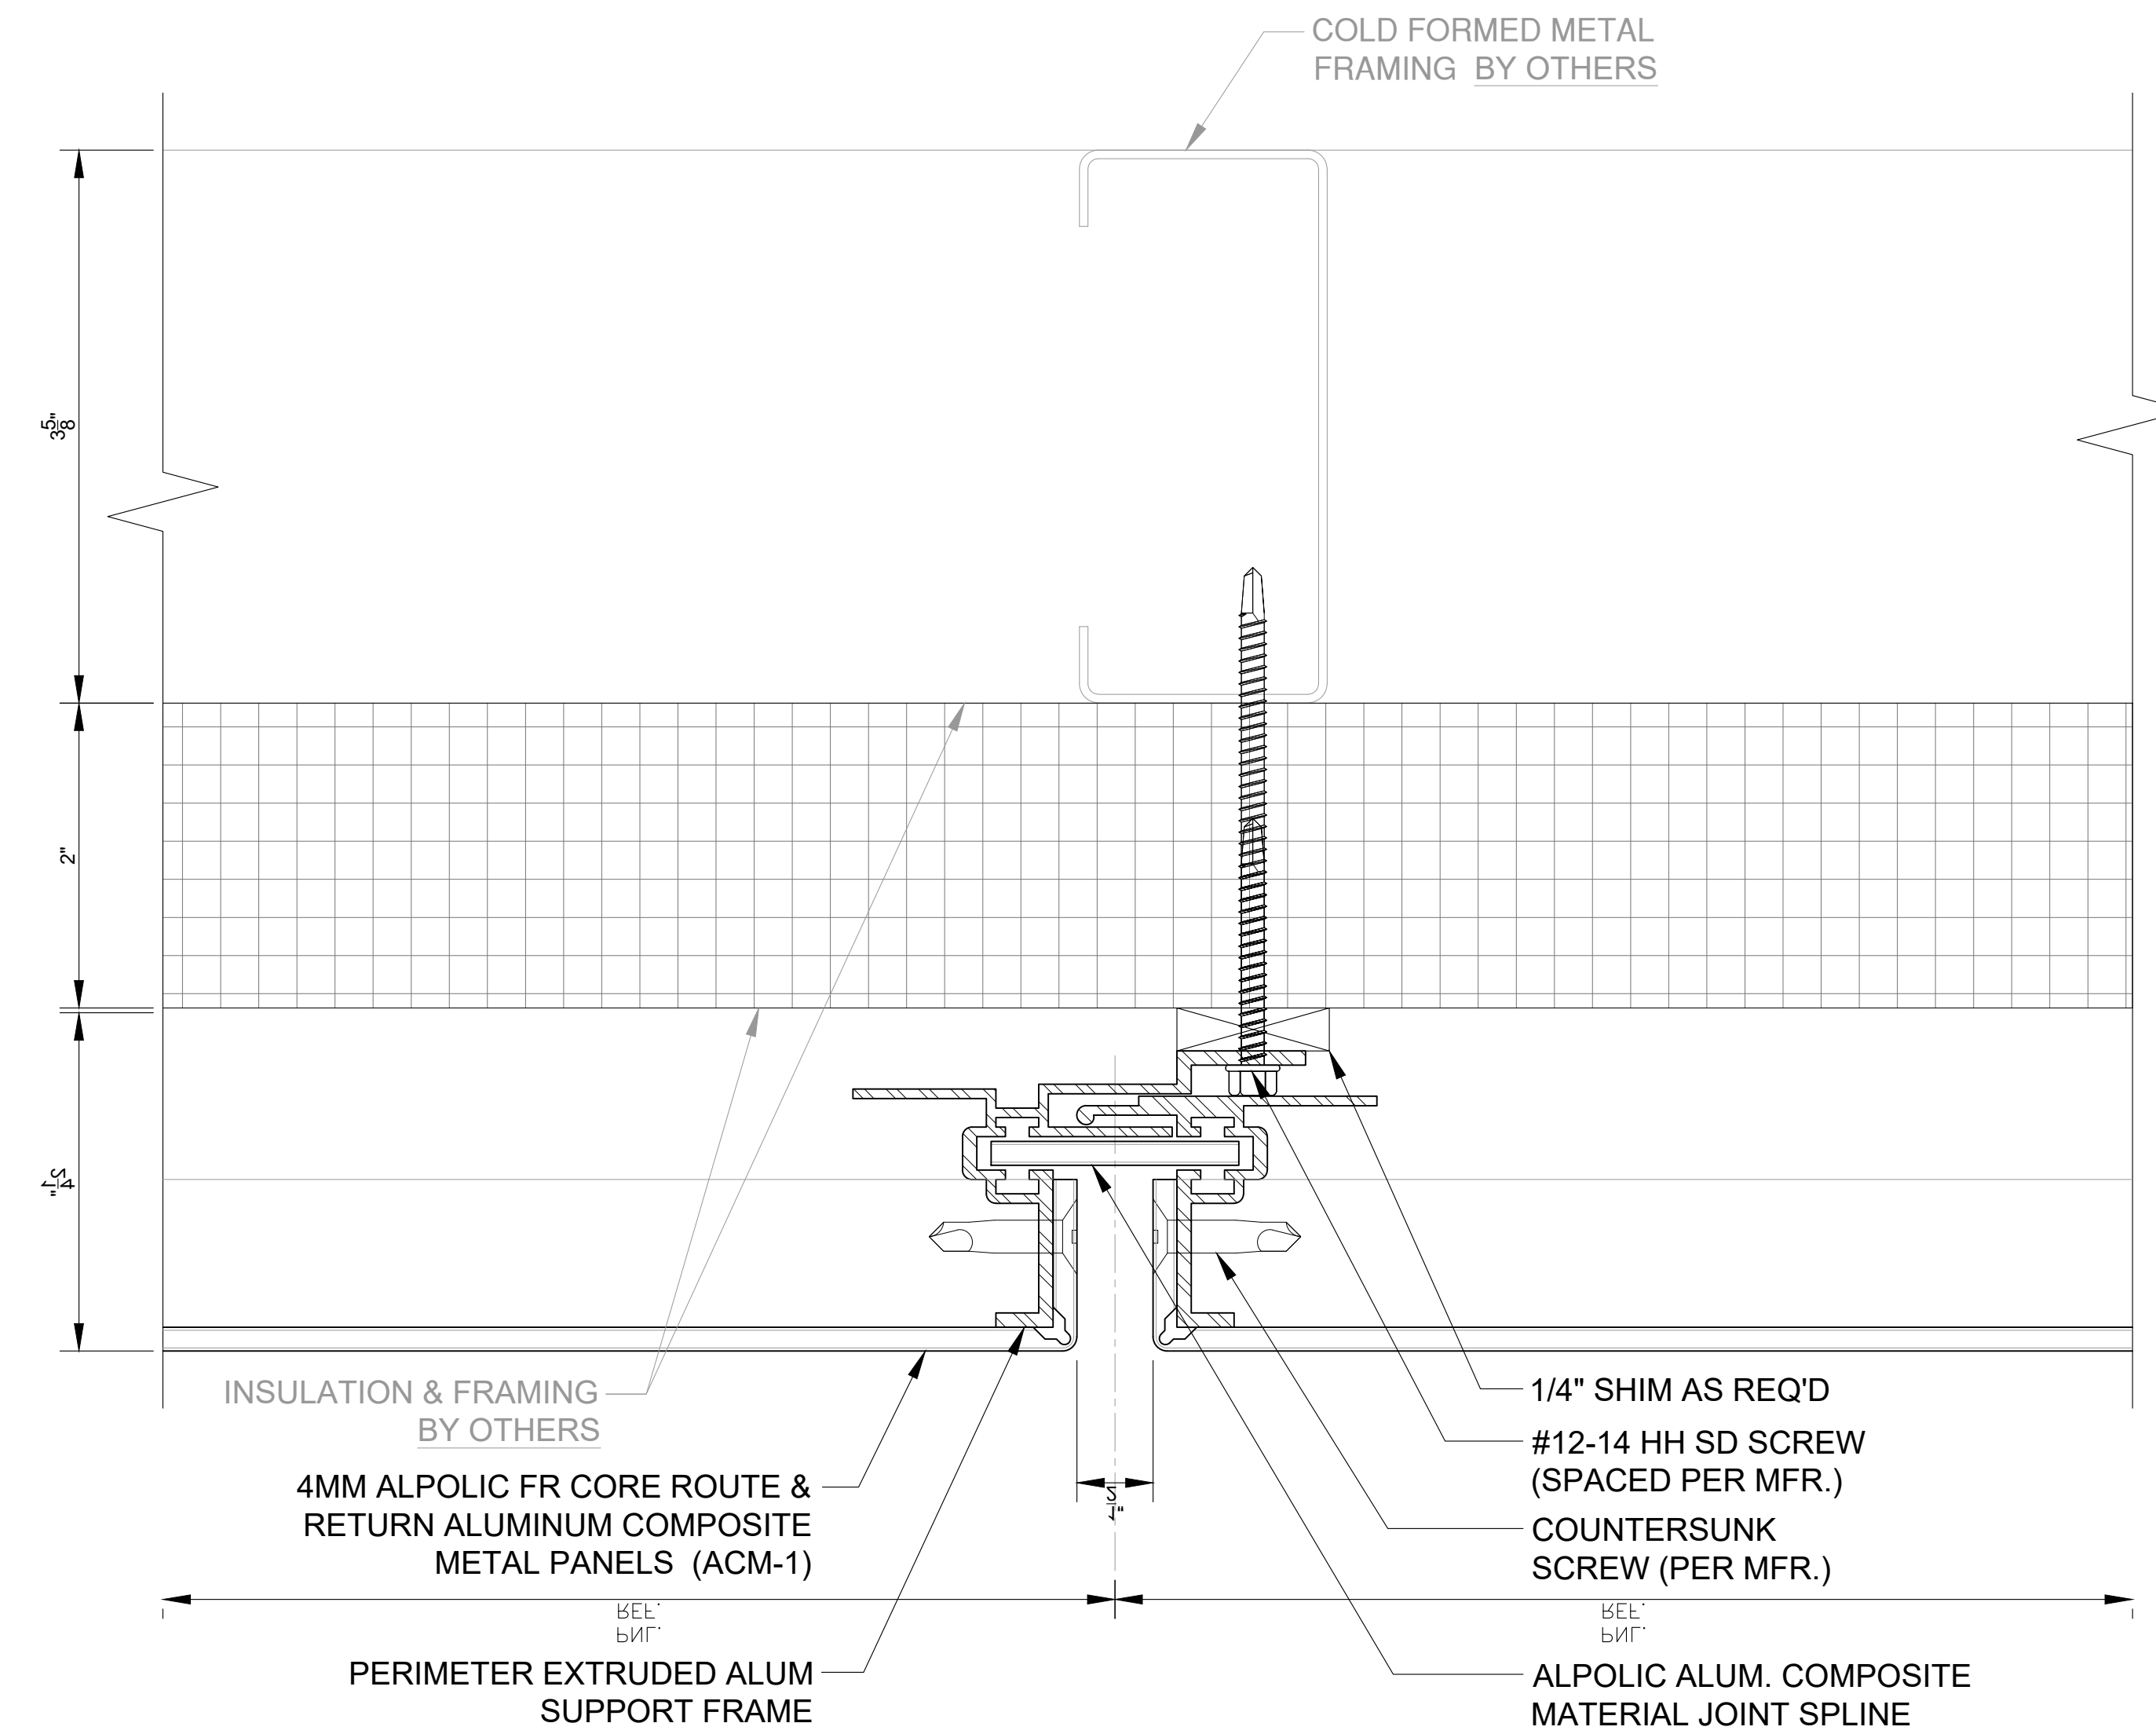 COLD FORMED METAL
FRAMING BY OTHERS
3 5/8"
2"
2 1/4"
INSULATION & FRAMING
BY OTHERS
4MM ALPOLIC FR CORE ROUTE &
RETURN ALUMINUM COMPOSITE
METAL PANELS (ACM-1)
PERIMETER EXTRUDED ALUM
SUPPORT FRAME
1/2"
1/4" SHIM AS REQ'D
#12-14 HH SD SCREW
(SPACED PER MFR.)
COUNTERSUNK
SCREW (PER MFR.)
ALPOLIC ALUM. COMPOSITE
MATERIAL JOINT SPLINE
PNL.
REF.
PNL.
REF.